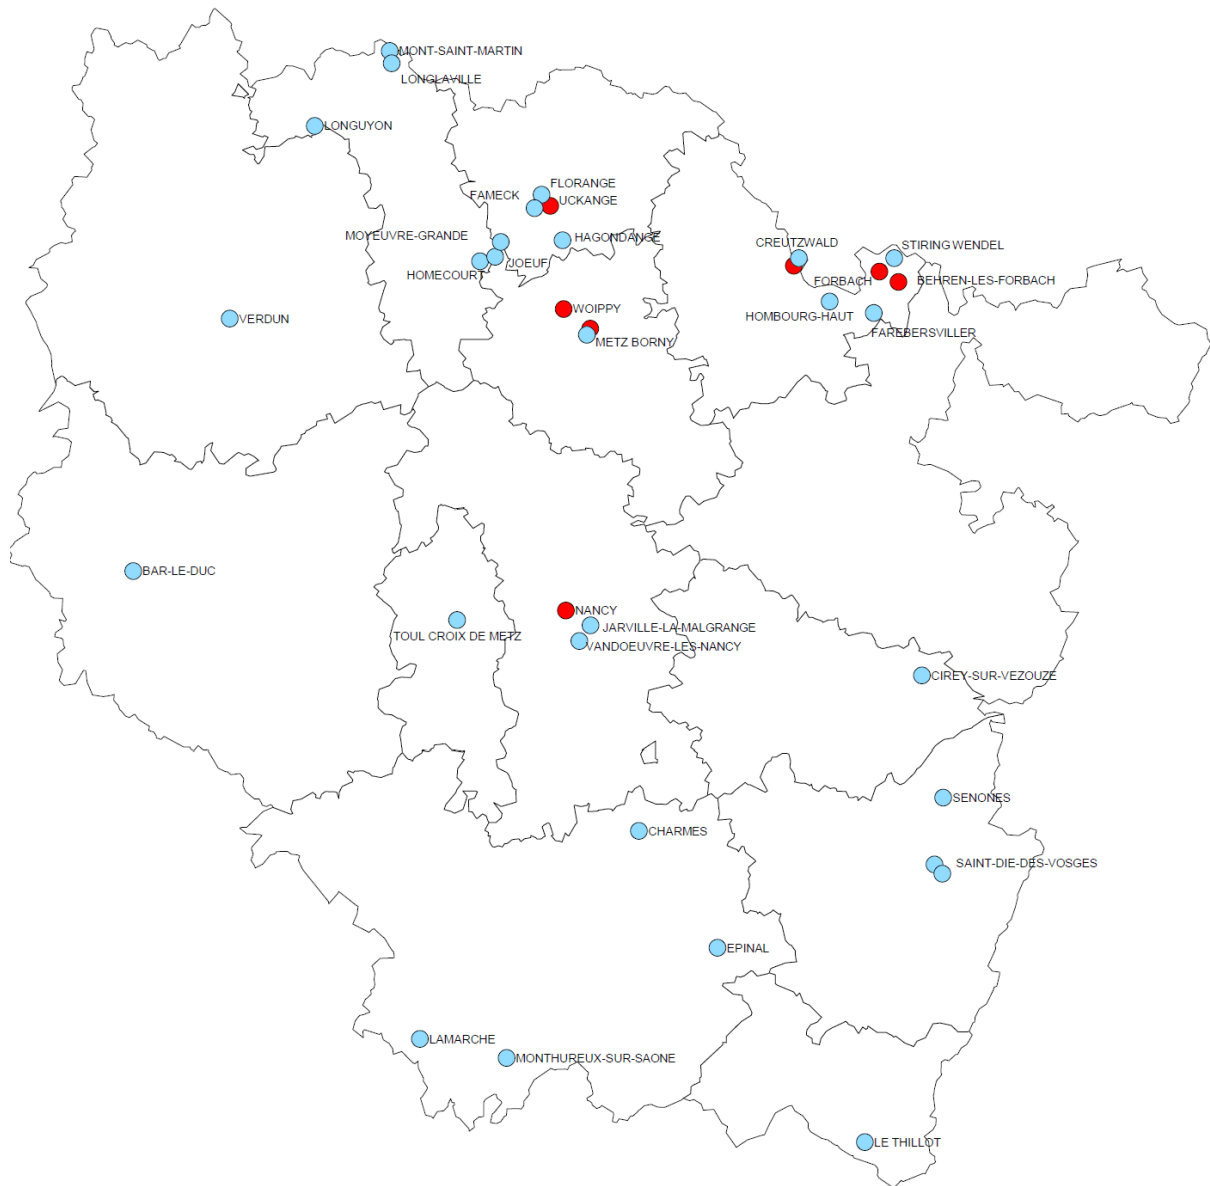 MONT-SAINT-MARTIN
LONGLAVILLE
LONGUYON
FLORANGE
FAMECK
UCKANGE
MOYEUVRE-GRANDE
HAGONDANGE
CREUTZWALD
STIRING WENDEL
JOEUF
HOMECOURT
FORBACH
BEHREN-LES-FORBACH
WOIPPY
HOMBOURG-HAUT
VERDUN
FAREBERSVILLER
METZ BORNY
BAR-LE-DUC
NANCY
JARVILLE-LA-MALGRANGE
TOUL CROIX DE METZ
VANDOEUVRE-LES-NANCY
CIREY-SUR-VEZOUZE
SENONES
CHARMES
SAINT-DIE-DES-VOSGES
EPINAL
LAMARCHE
MONTHUREUX-SUR-SAONE
LE THILLOT